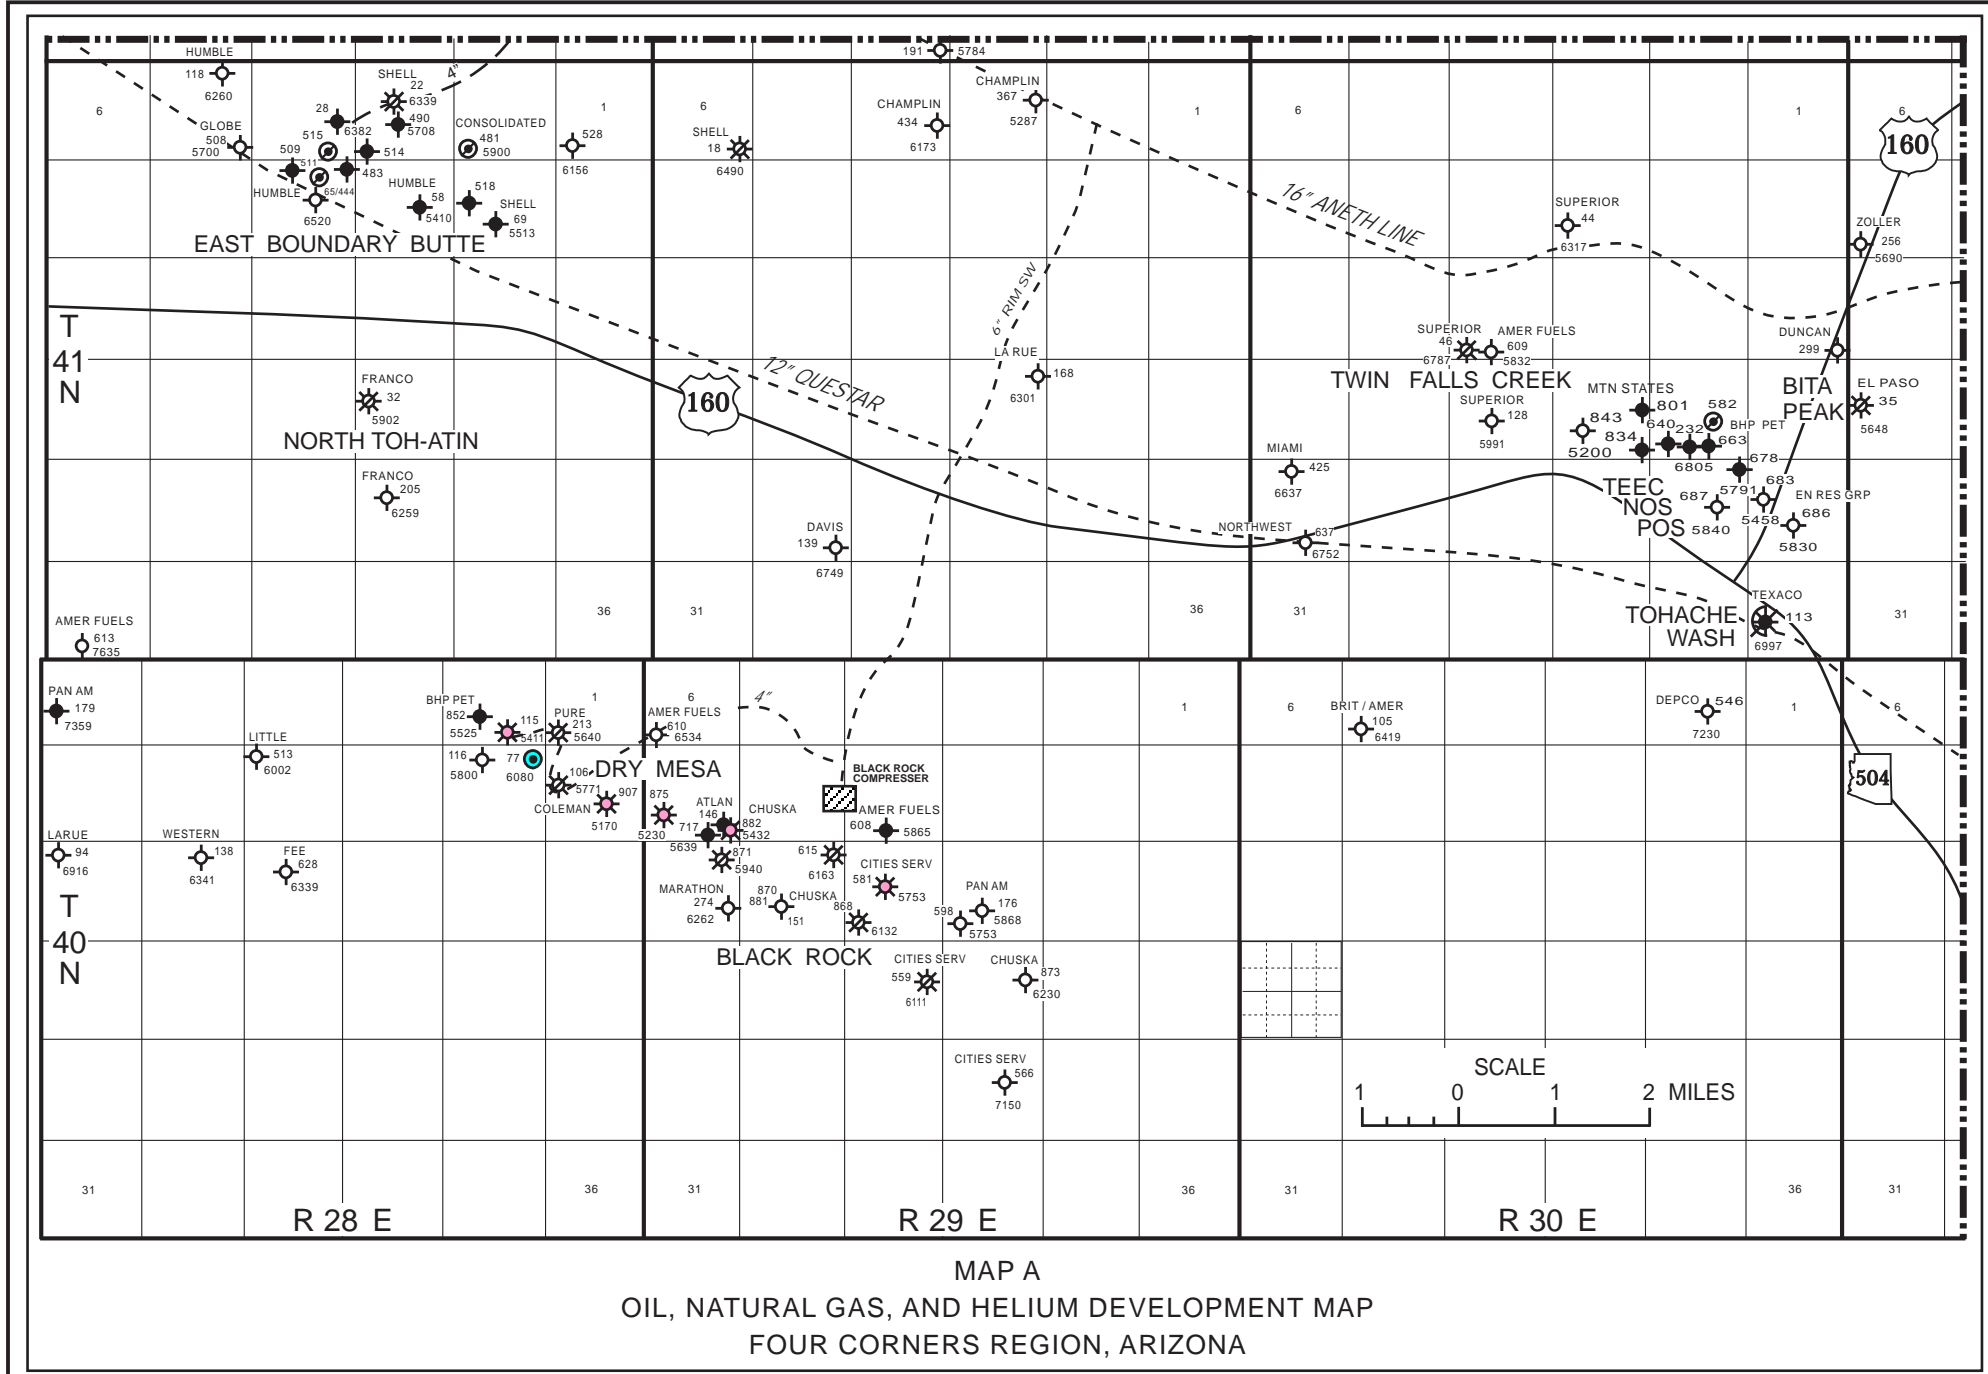 HUMBLE
118
6260
SHELL
22
6339
4"
28
6382
490
5708
GLOBE
508
5700
515
509
511
514
483
CONSOLIDATED
481
5900
528
6156
HUMBLE
65/444
6520
HUMBLE
58
5410
518
SHELL
69
5513
EAST BOUNDARY BUTTE
6
1
6
SHELL
18
6490
191
5784
CHAMPLIN
367
5287
CHAMPLIN
434
6173
1
6
1
6
160
16" ANETH LINE
SUPERIOR
44
6317
ZOLLER
256
5690
6" RIM SW
T
41
N
12" QUESTAR
160
LA RUE
168
6301
SUPERIOR
46
6787
AMER FUELS
609
5832
DUNCAN
299
TWIN FALLS CREEK
BITA
PEAK
EL PASO
35
5648
FRANCO
32
5902
NORTH TOH-ATIN
FRANCO
205
6259
SUPERIOR
128
5991
MTN STATES
801
843
640
232
582
BHP PET
663
834
5200
6805
678
MIAMI
425
6637
TEEC
NOS
POS
5791
683
687
5840
5458
EN RES GRP
686
5830
DAVIS
139
6749
NORTHWEST
637
6752
36
31
36
31
31
AMER FUELS
613
7635
TEXACO
113
6997
TOHACHE
WASH
PAN AM
179
7359
BHP PET
852
5525
115
5411
PURE
213
5640
1
6
AMER FUELS
610
6534
4"
1
6
BRIT / AMER
105
6419
DEPCO
546
7230
1
6
LITTLE
513
6002
116
5800
77
6080
106
5771
COLEMAN
DRY MESA
907
5170
875
5230
BLACK ROCK
COMPRESSER
504
ATLAN
146
717
5639
CHUSKA
882
5432
871
5940
AMER FUELS
608
5865
LARUE
94
6916
WESTERN
138
6341
FEE
628
6339
615
6163
CITIES SERV
581
5753
MARATHON
274
6262
870
881
CHUSKA
151
868
6132
PAN AM
176
5868
598
5753
T
40
N
BLACK ROCK
CITIES SERV
559
6111
CHUSKA
873
6230
CITIES SERV
566
7150
SCALE
1 0 1 2 MILES
31
36
31
36
31
36
31
R 28 E
R 29 E
R 30 E
MAP A
OIL, NATURAL GAS, AND HELIUM DEVELOPMENT MAP
FOUR CORNERS REGION, ARIZONA